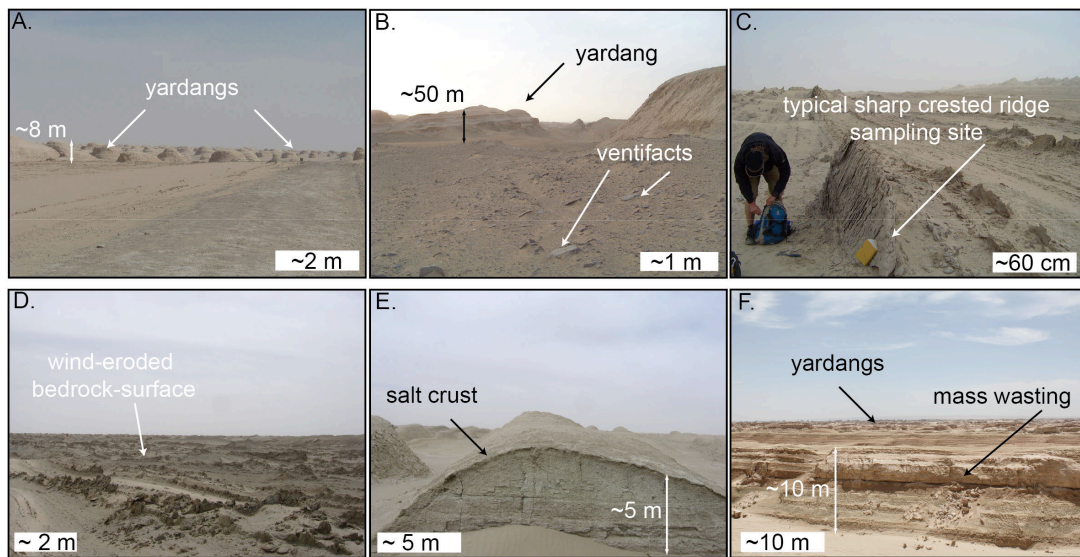 A.
yardangs
~8 m
~2 m
B.
yardang
~50 m
ventifacts
~1 m
C.
typical sharp crested ridge
sampling site
~60 cm
D.
wind-eroded
bedrock-surface
~ 2 m
E.
salt crust
~5 m
~ 5 m
F.
yardangs
mass wasting
~10 m
~10 m